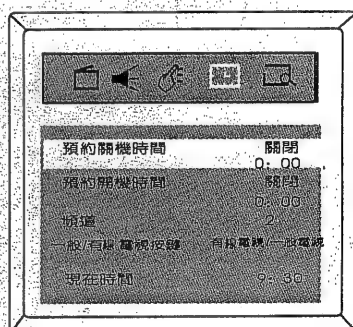 預約關機時間 關閉
0:00
預約開機時間 關閉
0:00
頻道 2
一般/有線電視按鍵 有線電視/一般電視
現在時間 9:30